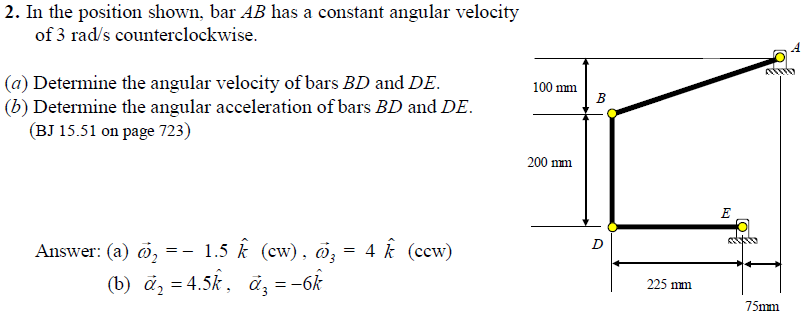 2. In the position shown, bar AB has a constant angular velocity
of 3 rad/s counterclockwise.
(a) Determine the angular velocity of bars BD and DE.
(b) Determine the angular acceleration of bars BD and DE.
(BJ 15.51 on page 723)
Answer: (a) ω⃗₂ = − 1.5 k̂ (cw) , ω⃗₃ = 4 k̂ (ccw)
(b) α⃗₂ = 4.5k̂ , α⃗₃ = −6k̂
A
100 mm
B
200 mm
E
D
225 mm
75mm